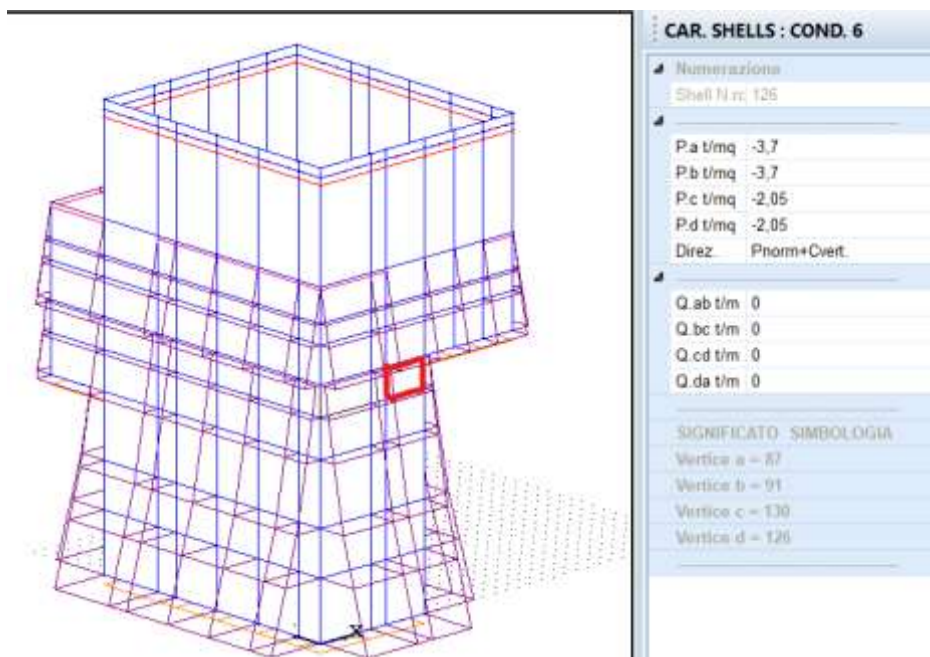 CAR. SHELLS : COND. 6
Numerazione
Shell N.rc 126
P.a t/mq -3,7
P.b t/mq -3,7
P.c t/mq -2,05
P.d t/mq -2,05
Direz. Pnorm+Cvert.
Q.ab t/m 0
Q.bc t/m 0
Q.cd t/m 0
Q.da t/m 0
SIGNIFICATO SIMBOLOGIA
Vertice a = 87
Vertice b = 91
Vertice c = 130
Vertice d = 126
X